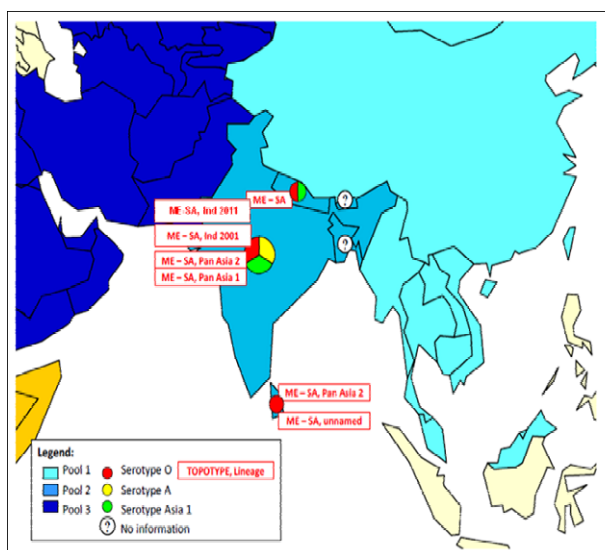 ME – SA
?
ME-SA, Ind 2011
ME – SA, Ind 2001
?
ME – SA, Pan Asia 2
ME – SA, Pan Asia 1
ME – SA, Pan Asia 2
ME – SA, unnamed
Legend:
Pool 1
Pool 2
Pool 3
Serotype O
Serotype A
Serotype Asia 1
? No information
TOPOTYPE, Lineage